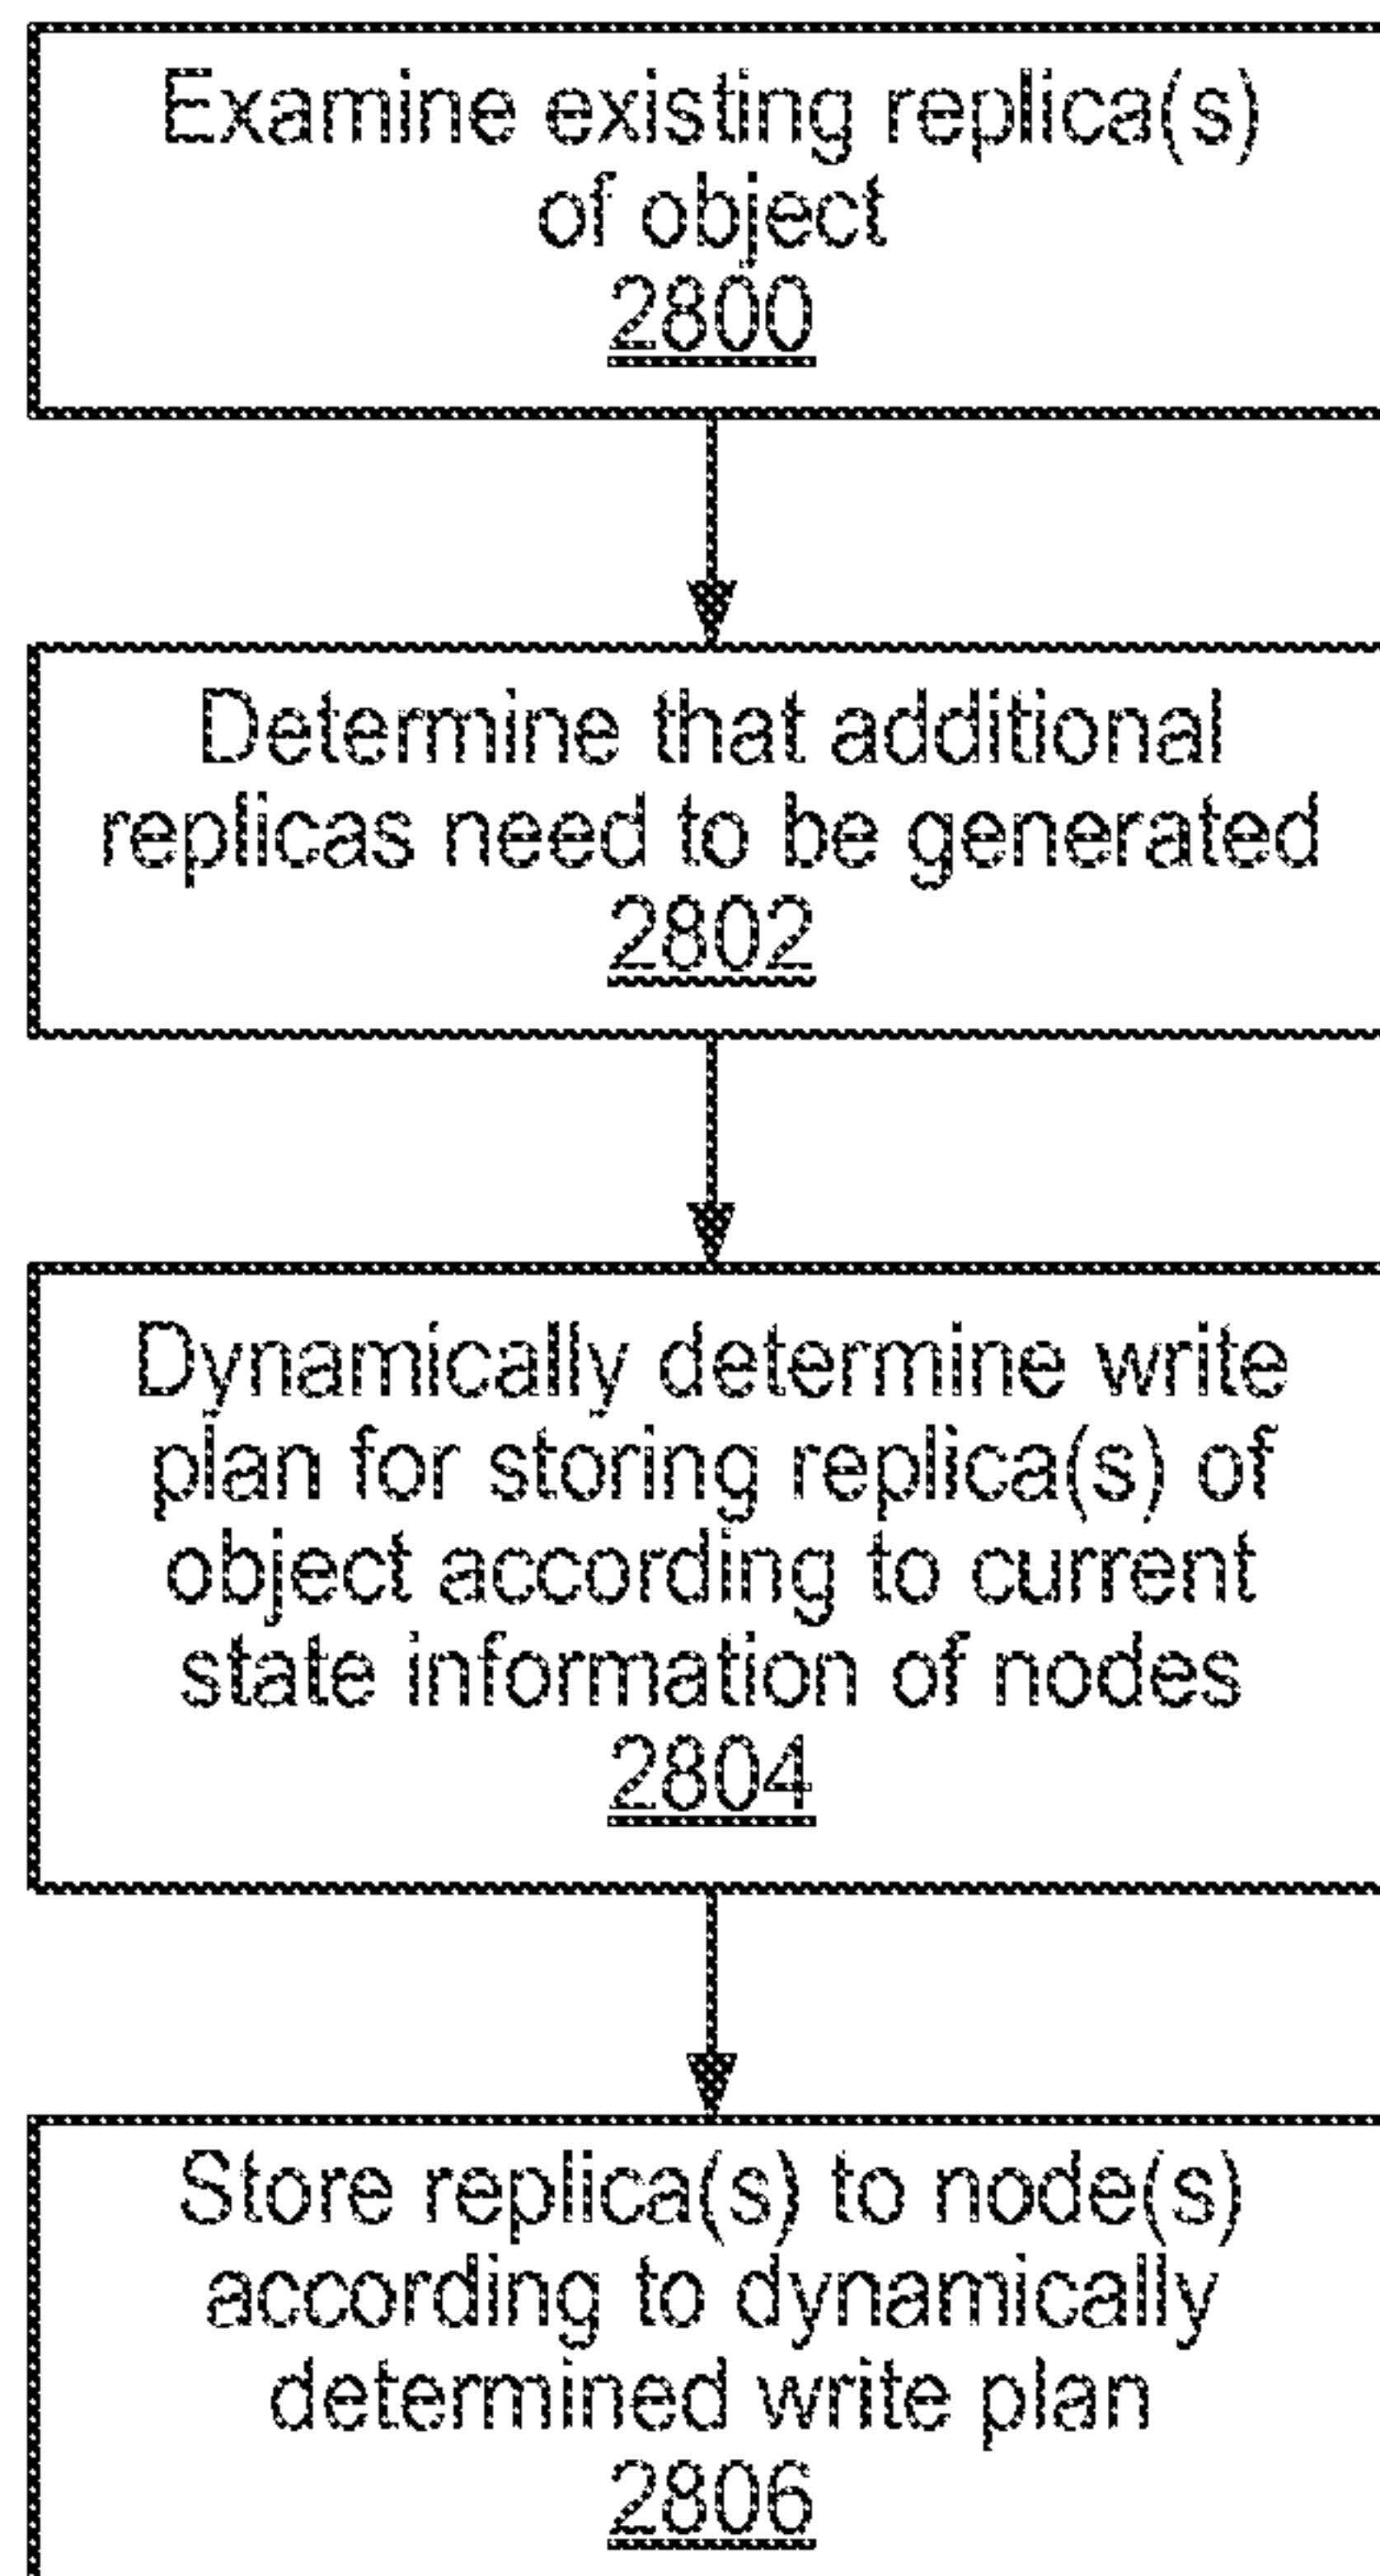 Examine existing replica(s)
of object
2800
Determine that additional
replicas need to be generated
2802
Dynamically determine write
plan for storing replica(s) of
object according to current
state information of nodes
2804
Store replica(s) to node(s)
according to dynamically
determined write plan
2806